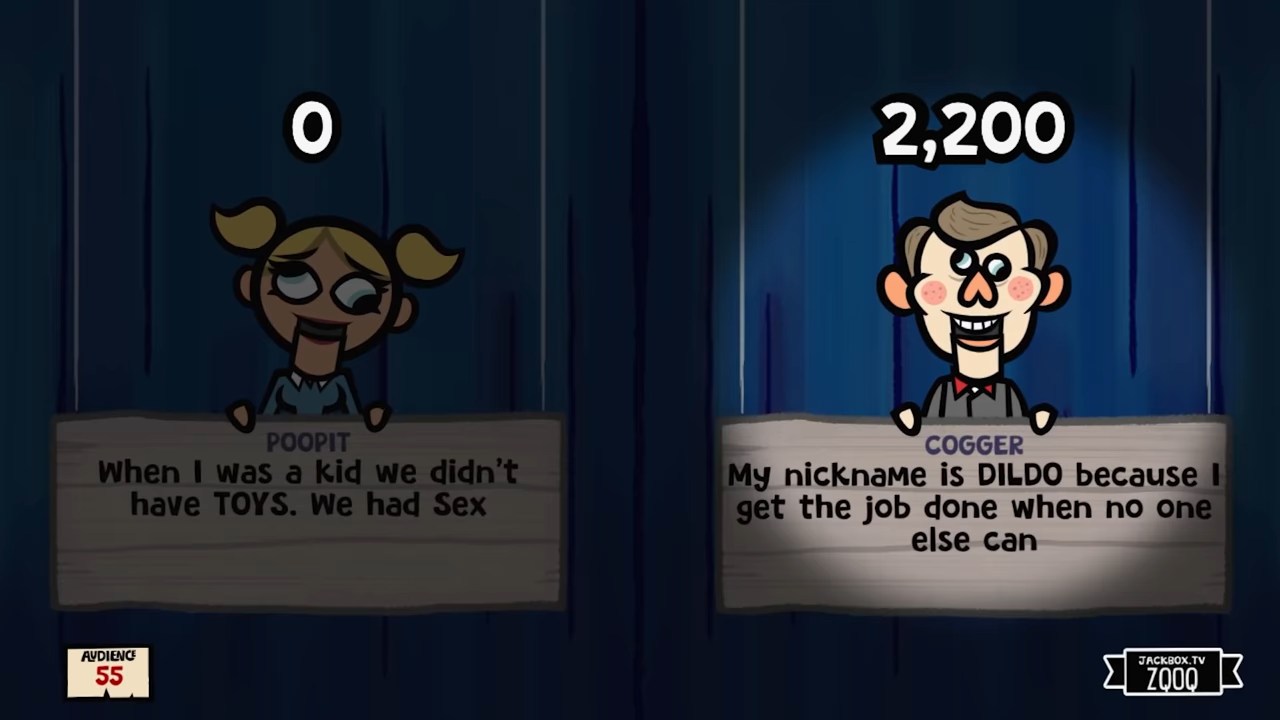 0
2,200
POOPIT
When I was a kid we didn't
have TOYS. We had Sex
COGGER
My nickname is DILDO because I
get the job done when no one
else can
AUDIENCE
55
JACKBOX.TV
ZQOQ